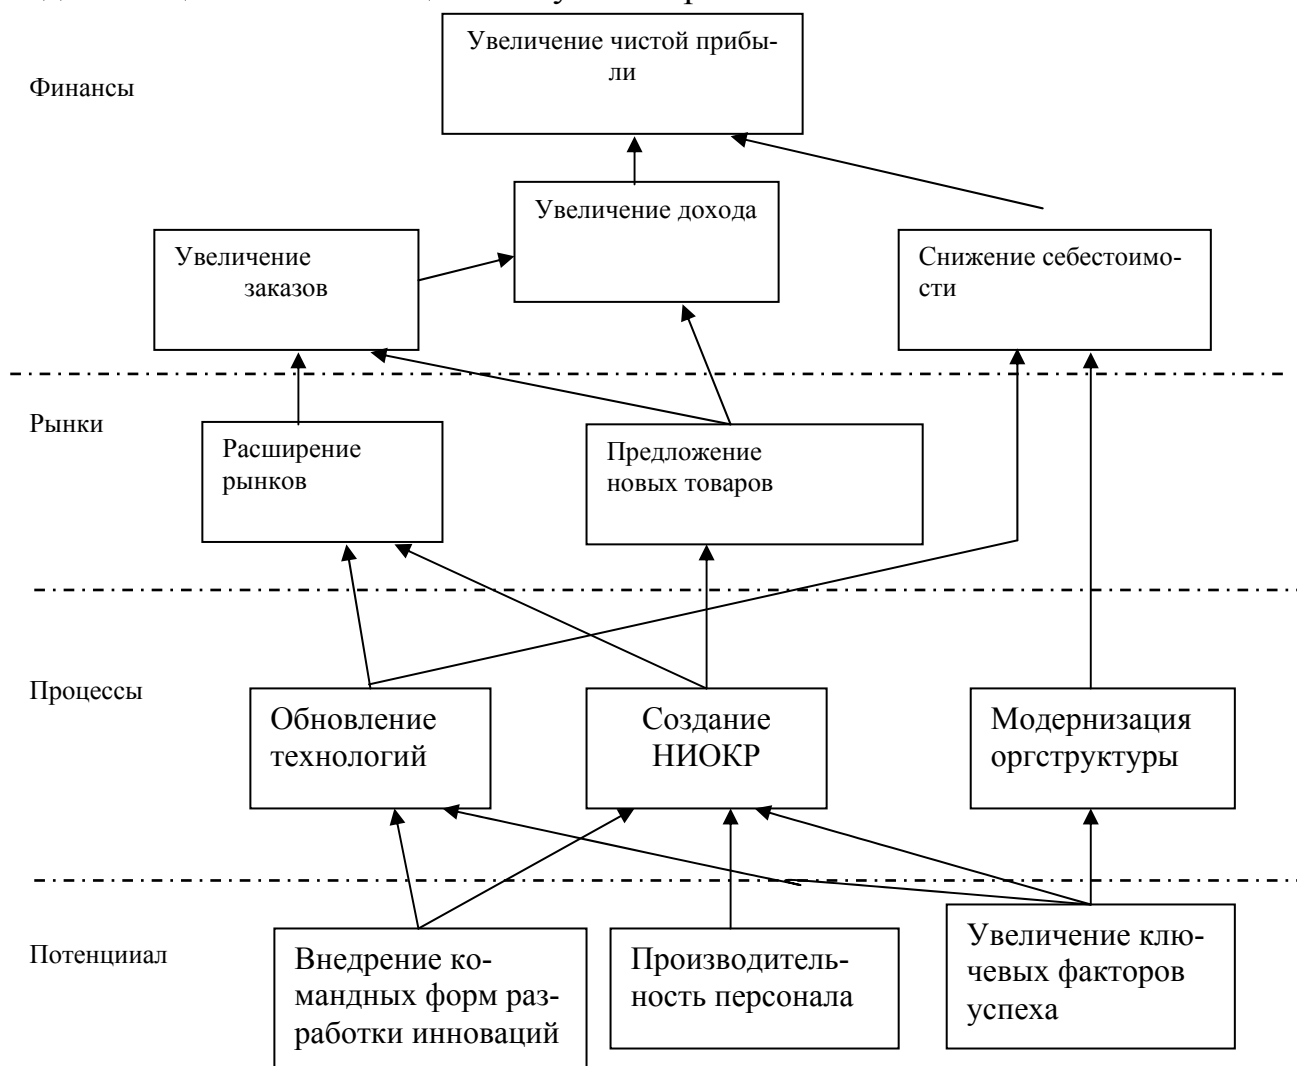 Увеличение чистой прибы-
ли
Финансы
Увеличение дохода
Увеличение
заказов
Снижение себестоимо-
сти
Рынки
Расширение
рынков
Предложение
новых товаров
Процессы
Обновление
технологий
Создание
НИОКР
Модернизация
оргструктуры
Потенцииал
Внедрение ко-
мандных форм раз-
работки инноваций
Производитель-
ность персонала
Увеличение клю-
чевых факторов
успеха